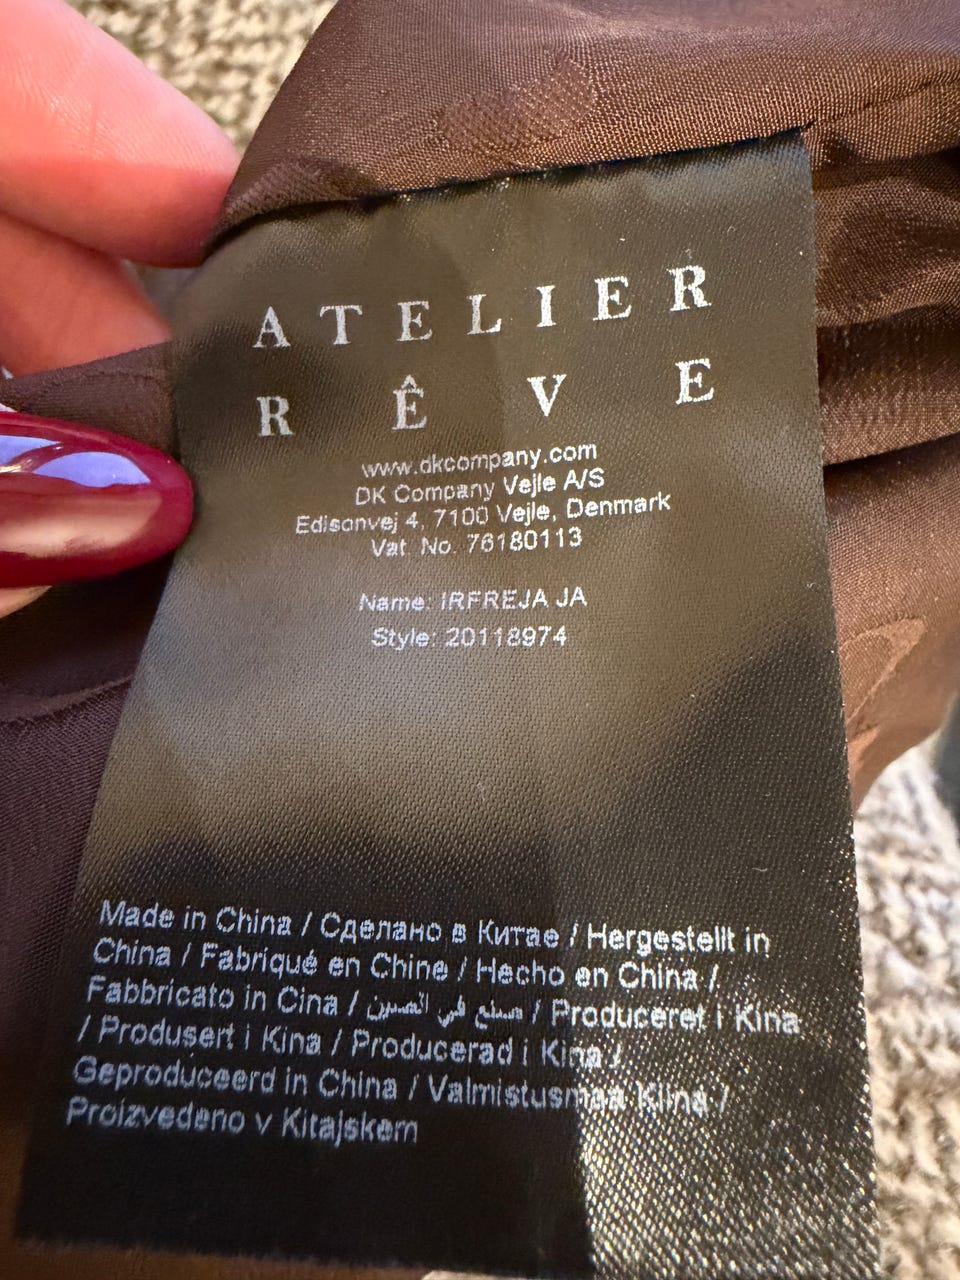 ATELIER
RÊVE
www.dkcompany.com
DK Company Vejle A/S
Edisonvej 4, 7100 Vejle, Denmark
Vat. No. 76180113
Name: IRFREJA JA
Style: 20118974
Made in China / Сделано в Китае / Hergestellt in
China / Fabriqué en Chine / Hecho en China /
Fabbricato in Cina / صنع في الصين / Produceret i Kina
/ Produsert i Kina / Producerad i Kina /
Geproduceerd in China / Valmistusmaa Kiina /
Proizvedeno v Kitajskem